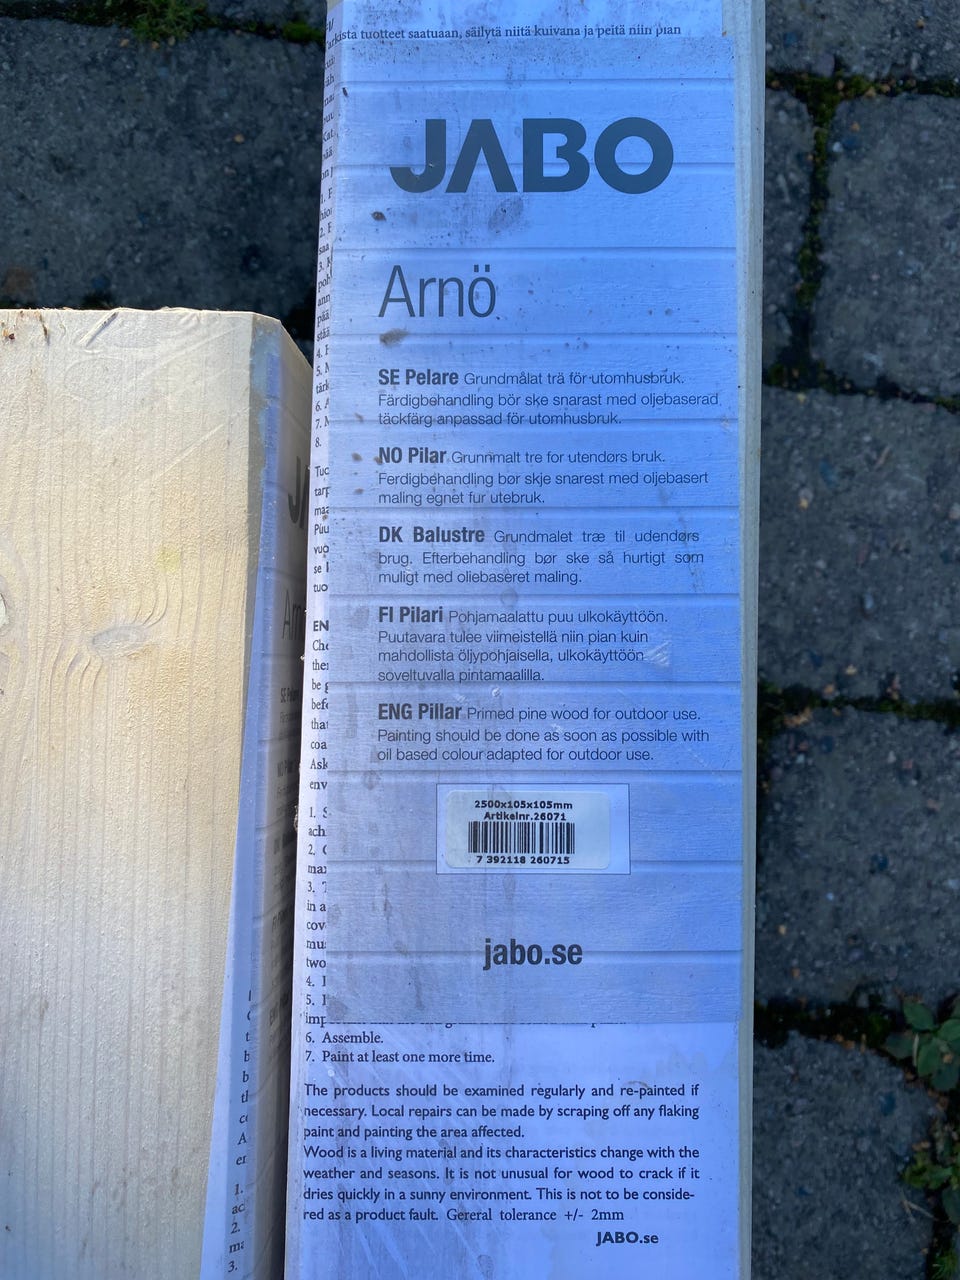 tuotteet saatuaan, säilytä niitä kuivana ja peitä niin pian
JABO
Arnö
SE Pelare Grundmålat trä för utomhusbruk.
Färdigbehandling bör ske snarast med oljebaserad
täckfärg anpassad för utomhusbruk.
NO Pilar Grunnmalt tre for utendørs bruk.
Ferdigbehandling bør skje snarest med oljebasert
maling egnet fur utebruk.
DK Balustre Grundmalet træ til udendørs
brug. Efterbehandling bør ske så hurtigt som
muligt med oliebaseret maling.
FI Pilari Pohjamaalattu puu ulkokäyttöön.
Puutavara tulee viimeistellä niin pian kuin
mahdollista öljypohjaisella, ulkokäyttöön
soveltuvalla pintamaalilla.
ENG Pillar Primed pine wood for outdoor use.
Painting should be done as soon as possible with
oil based colour adapted for outdoor use.
2500x105x105mm
Artikelnr.26071
7 392118 260715
jabo.se
6. Assemble.
7. Paint at least one more time.
The products should be examined regularly and re-painted if
necessary. Local repairs can be made by scraping off any flaking
paint and painting the area affected.
Wood is a living material and its characteristics change with the
weather and seasons. It is not unusual for wood to crack if it
dries quickly in a sunny environment. This is not to be conside-
red as a product fault. Gereral tolerance +/- 2mm
JABO.se